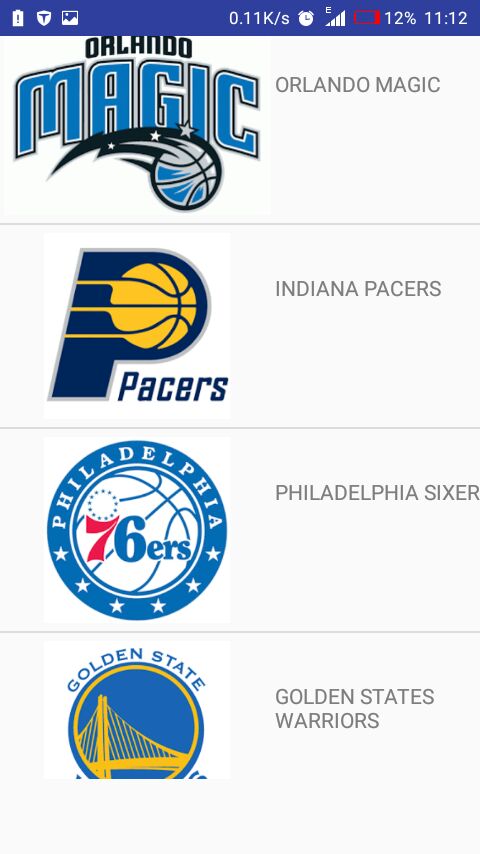 0.11K/s E 12% 11:12
ORLANDO
MAGIC
ORLANDO MAGIC
INDIANA PACERS
Pacers
PHILADELPHIA
76ers
PHILADELPHIA SIXER
GOLDEN STATE
GOLDEN STATES
WARRIORS